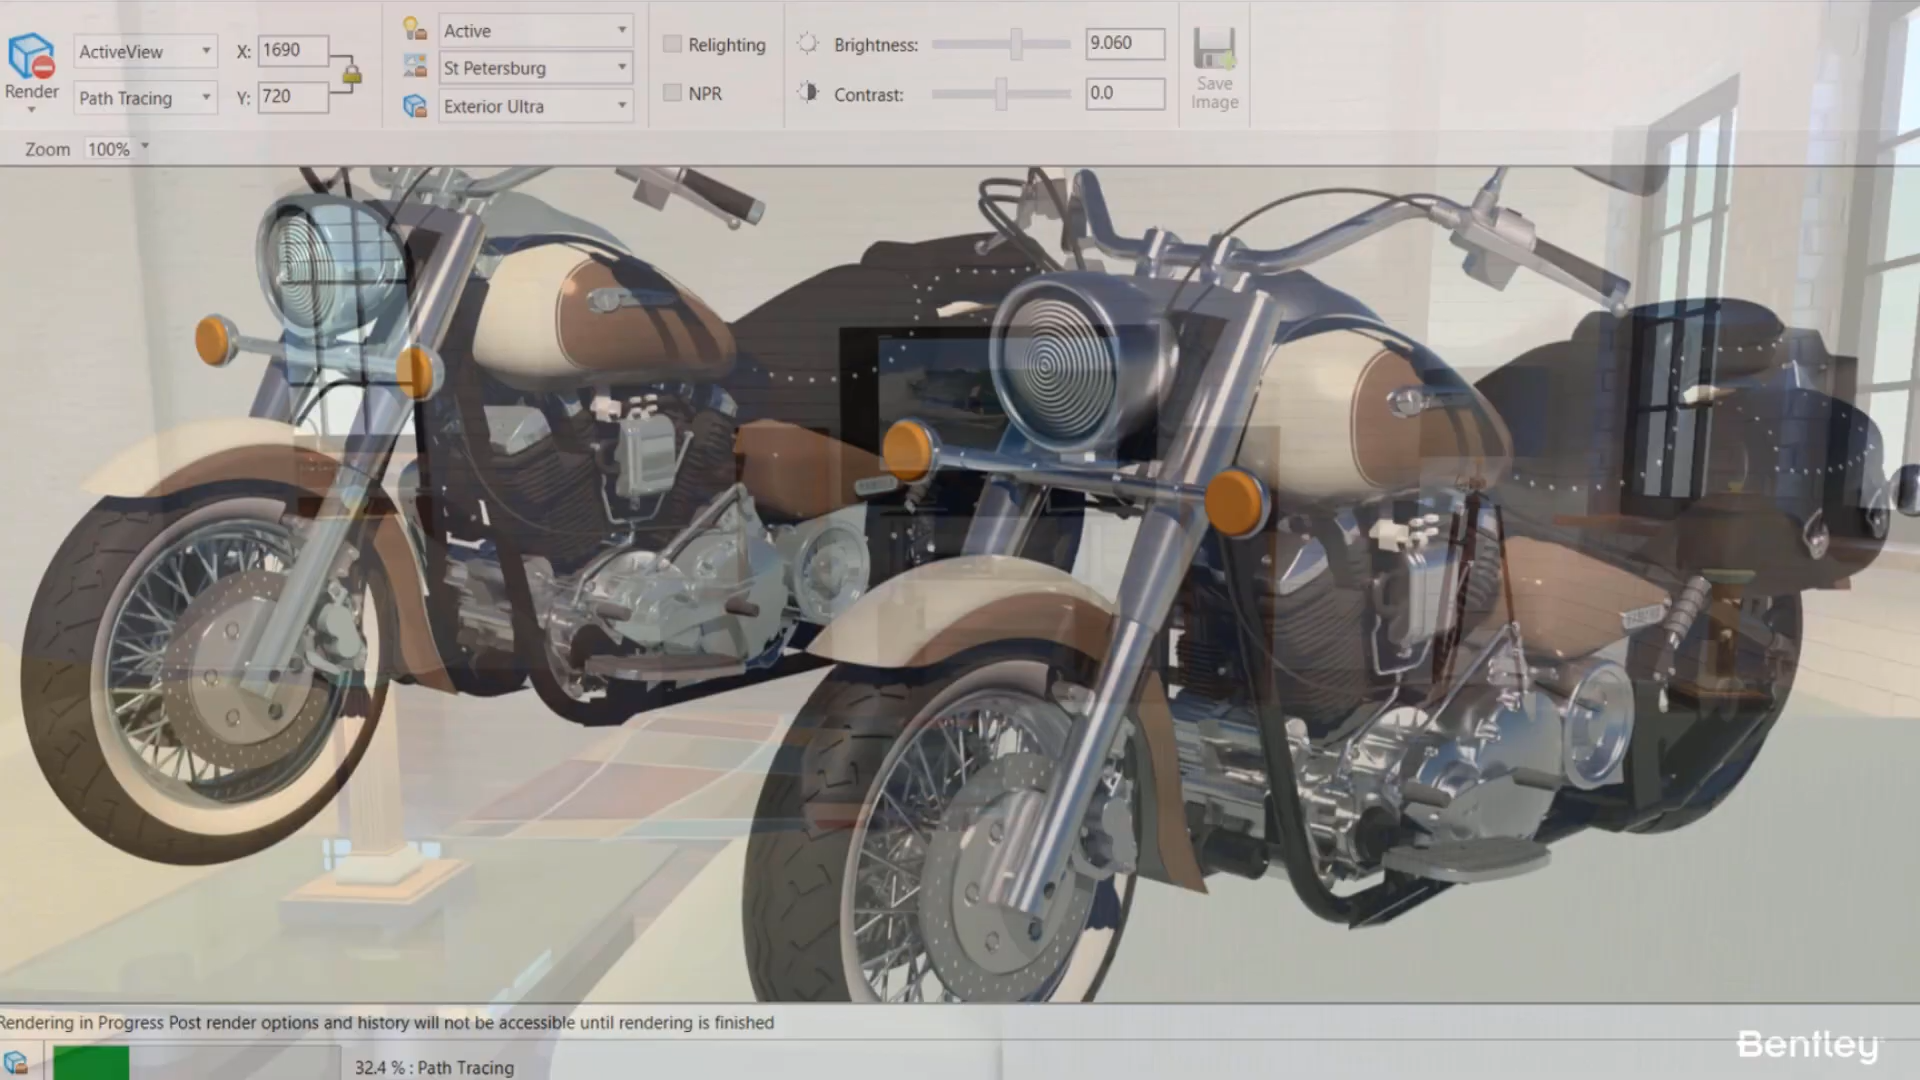 Render
ActiveView
Path Tracing
X: 1690
Y: 720
Active
St Petersburg
Exterior Ultra
Relighting
NPR
Brightness: 9.060
Contrast: 0.0
Save
Image
Zoom 100%
Rendering in Progress Post render options and history will not be accessible until rendering is finished
32.4 % : Path Tracing
Bentley